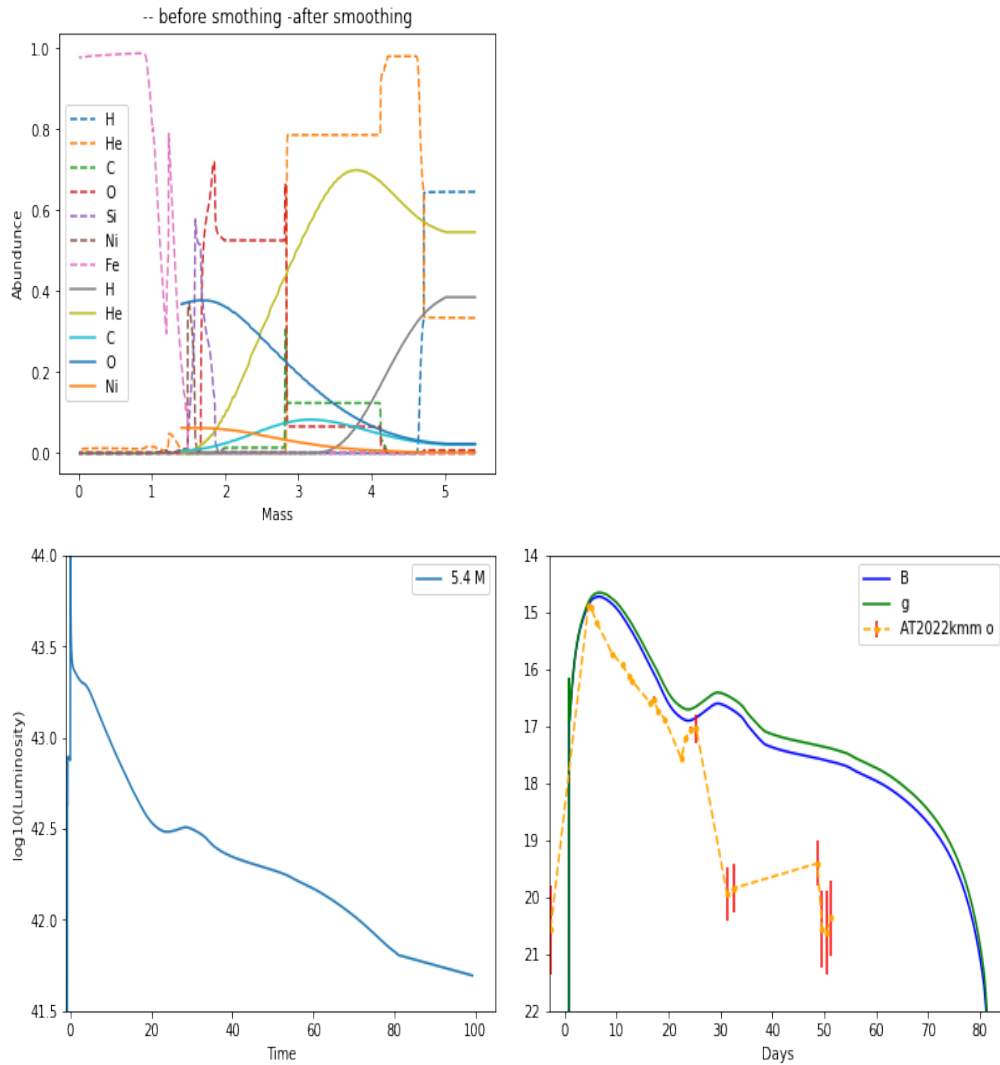 -- before smothing -after smoothing
1.0
0.8
0.6
0.4
0.2
0.0
Abundunce
H
He
C
O
Si
Ni
Fe
H
He
C
O
Ni
0 1 2 3 4 5
Mass
44.0
43.5
43.0
42.5
42.0
41.5
log10(Luminosity)
5.4 M
0 20 40 60 80 100
Time
14
15
16
17
18
19
20
21
22
B
g
AT2022kmm o
0 10 20 30 40 50 60 70 80
Days